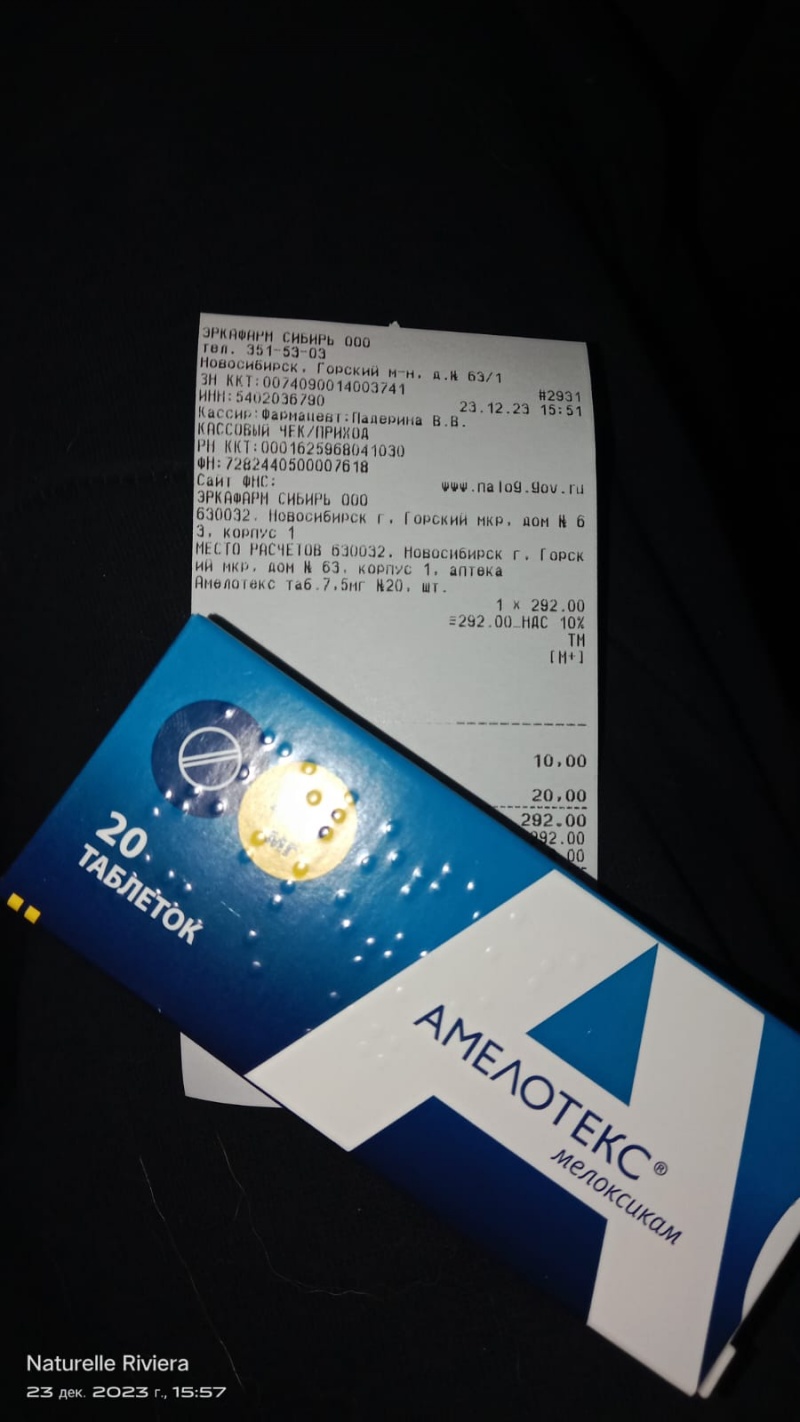 ЭРКАФАРМ СИБИРЬ ООО
тел. 351-53-03
Новосибирск, Горский м-н, д.№ 63/1
ЗН ККТ:0074090014003741 #2931
ИНН:5402036790 23.12.23 15:51
Кассир:Фармацевт:Падерина В.В.
КАССОВЫЙ ЧЕК/ПРИХОД
РН ККТ:0001625968041030
ФН:7282440500007618
Сайт ФНС: www.nalog.gov.ru
ЭРКАФАРМ СИБИРЬ ООО
630032, Новосибирск г, Горский мкр, дом № 6
3, корпус 1
МЕСТО РАСЧЕТОВ 630032, Новосибирск г, Горск
ий мкр, дом № 63, корпус 1, аптека
Амелотекс таб.7,5мг №20, шт.
1 x 292.00
=292.00_НДС 10%
ТМ
[М+]
10,00
20,00
292.00
292.00
.00
20
ТАБЛЕТОК
АМЕЛОТЕКС®
мелоксикам
Naturelle Riviera
23 дек. 2023 г., 15:57